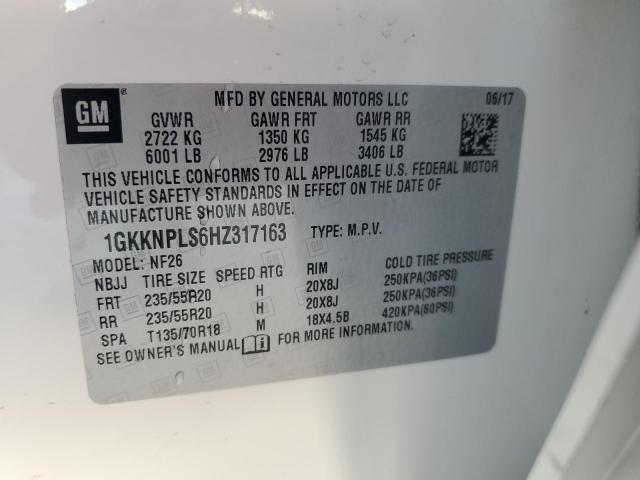 GM
MFD BY GENERAL MOTORS LLC 06/17
GVWR GAWR FRT GAWR RR
2722 KG 1350 KG 1545 KG
6001 LB 2976 LB 3406 LB
THIS VEHICLE CONFORMS TO ALL APPLICABLE U.S. FEDERAL MOTOR
VEHICLE SAFETY STANDARDS IN EFFECT ON THE DATE OF
MANUFACTURE SHOWN ABOVE.
1GKKNPLS6HZ317163 TYPE: M.P.V.
MODEL: NF26
NBJJ TIRE SIZE SPEED RTG RIM COLD TIRE PRESSURE
FRT 235/55R20 H 20X8J 250KPA(36PSI)
RR 235/55R20 H 20X8J 250KPA(36PSI)
SPA T135/70R18 M 18X4.5B 420KPA(60PSI)
SEE OWNER'S MANUAL FOR MORE INFORMATION.